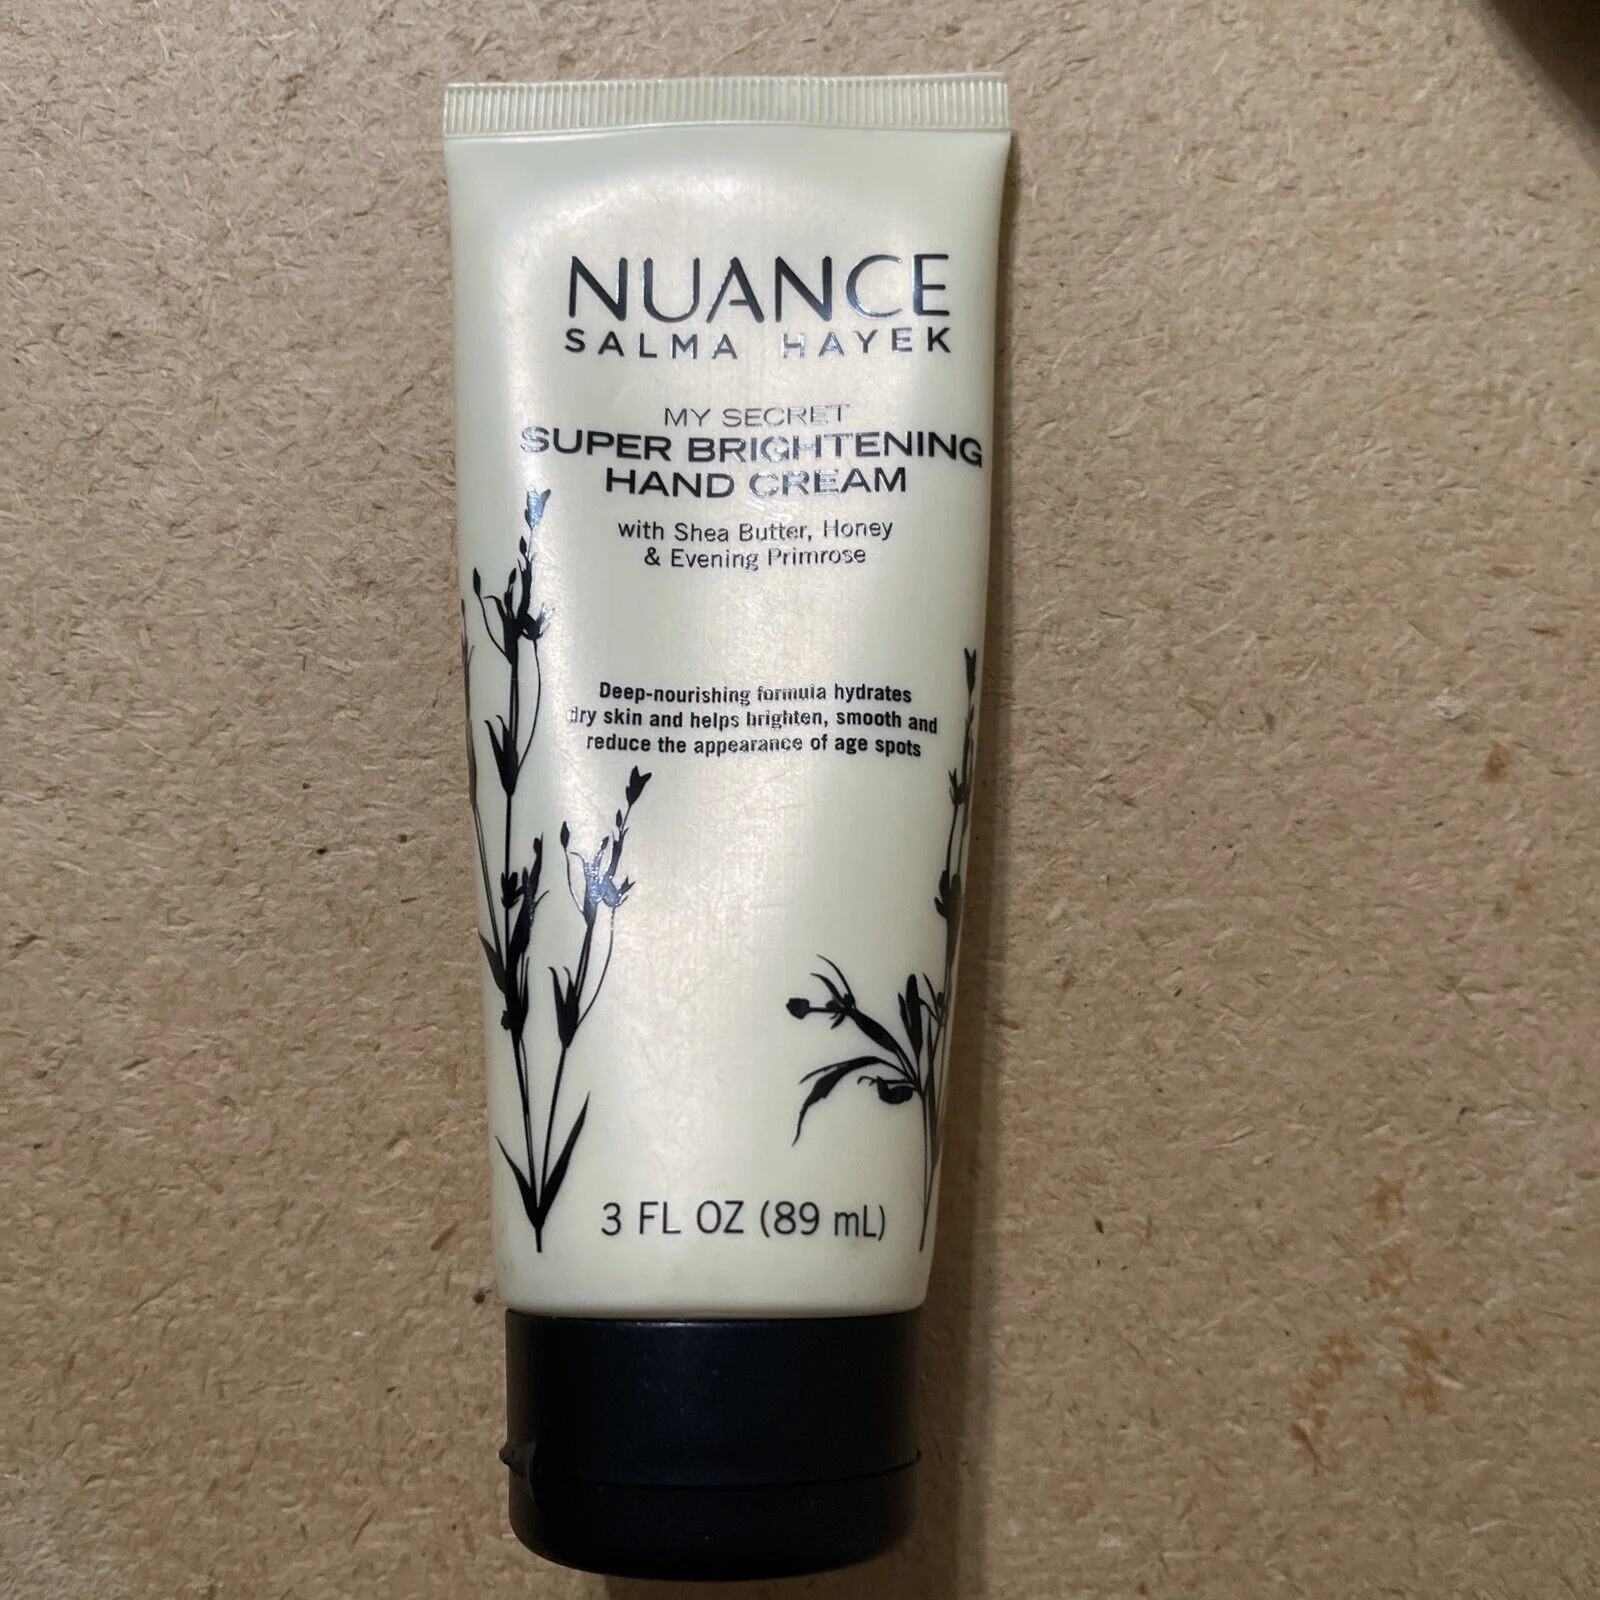 NUANCE
SALMA HAYEK
MY SECRET
SUPER BRIGHTENING
HAND CREAM
with Shea Butter, Honey
& Evening Primrose
Deep-nourishing formula hydrates
dry skin and helps brighten, smooth and
reduce the appearance of age spots
3 FL OZ (89 mL)